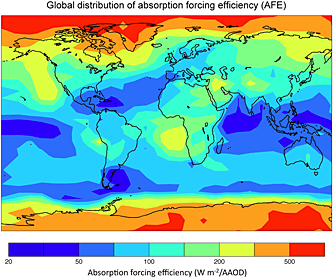 Global distribution of absorption forcing efficiency (AFE)
20 50 100 200 500
Absorption forcing efficiency (W m⁻²/AAOD)